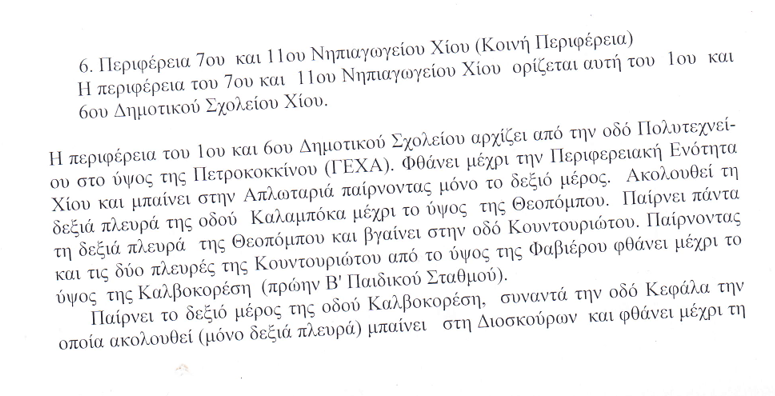 6. Περιφέρεια 7ου και 11ου Νηπιαγωγείου Χίου (Κοινή Περιφέρεια)
Η περιφέρεια του 7ου και 11ου Νηπιαγωγείου Χίου ορίζεται αυτή του 1ου και
6ου Δημοτικού Σχολείου Χίου.
Η περιφέρεια του 1ου και 6ου Δημοτικού Σχολείου αρχίζει από την οδό Πολυτεχνεί-
ου στο ύψος της Πετροκοκκίνου (ΓΕΧΑ). Φθάνει μέχρι την Περιφερειακή Ενότητα
Χίου και μπαίνει στην Απλωταριά παίρνοντας μόνο το δεξιό μέρος. Ακολουθεί τη
δεξιά πλευρά της οδού Καλαμπόκα μέχρι το ύψος της Θεοπόμπου. Παίρνει πάντα
τη δεξιά πλευρά της Θεοπόμπου και βγαίνει στην οδό Κουντουριώτου. Παίρνοντας
και τις δύο πλευρές της Κουντουριώτου από το ύψος της Φαβιέρου φθάνει μέχρι το
ύψος της Καλβοκορέση (πρώην Β' Παιδικού Σταθμού).
Παίρνει το δεξιό μέρος της οδού Καλβοκορέση, συναντά την οδό Κεφάλα την
οποία ακολουθεί (μόνο δεξιά πλευρά) μπαίνει στη Διοσκούρων και φθάνει μέχρι τη